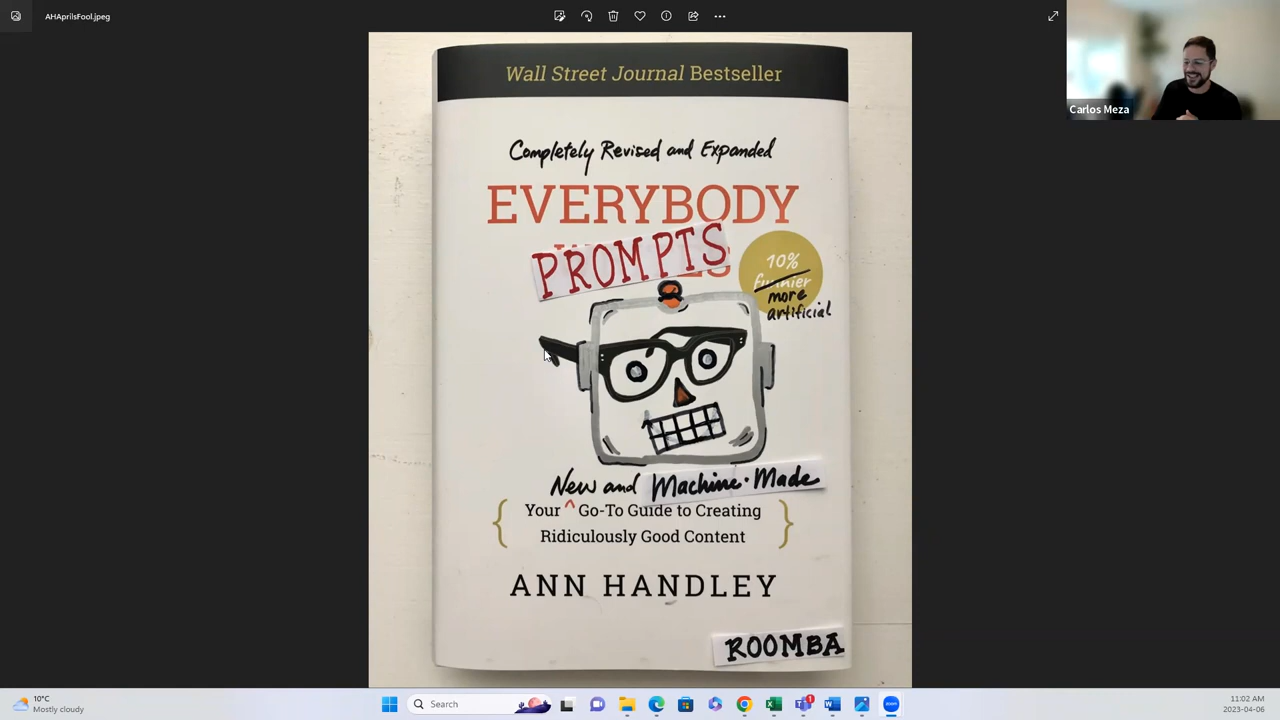 AHAprilsFool.jpeg
Carlos Meza
Wall Street Journal Bestseller
Completely Revised and Expanded
EVERYBODY
PROMPTS
10%
funnier
more
artificial
New and Machine-Made
Your ^ Go-To Guide to Creating
Ridiculously Good Content
ANN HANDLEY
ROOMBA
10°C
Mostly cloudy
Search
1
zoom
11:02 AM
2023-04-06